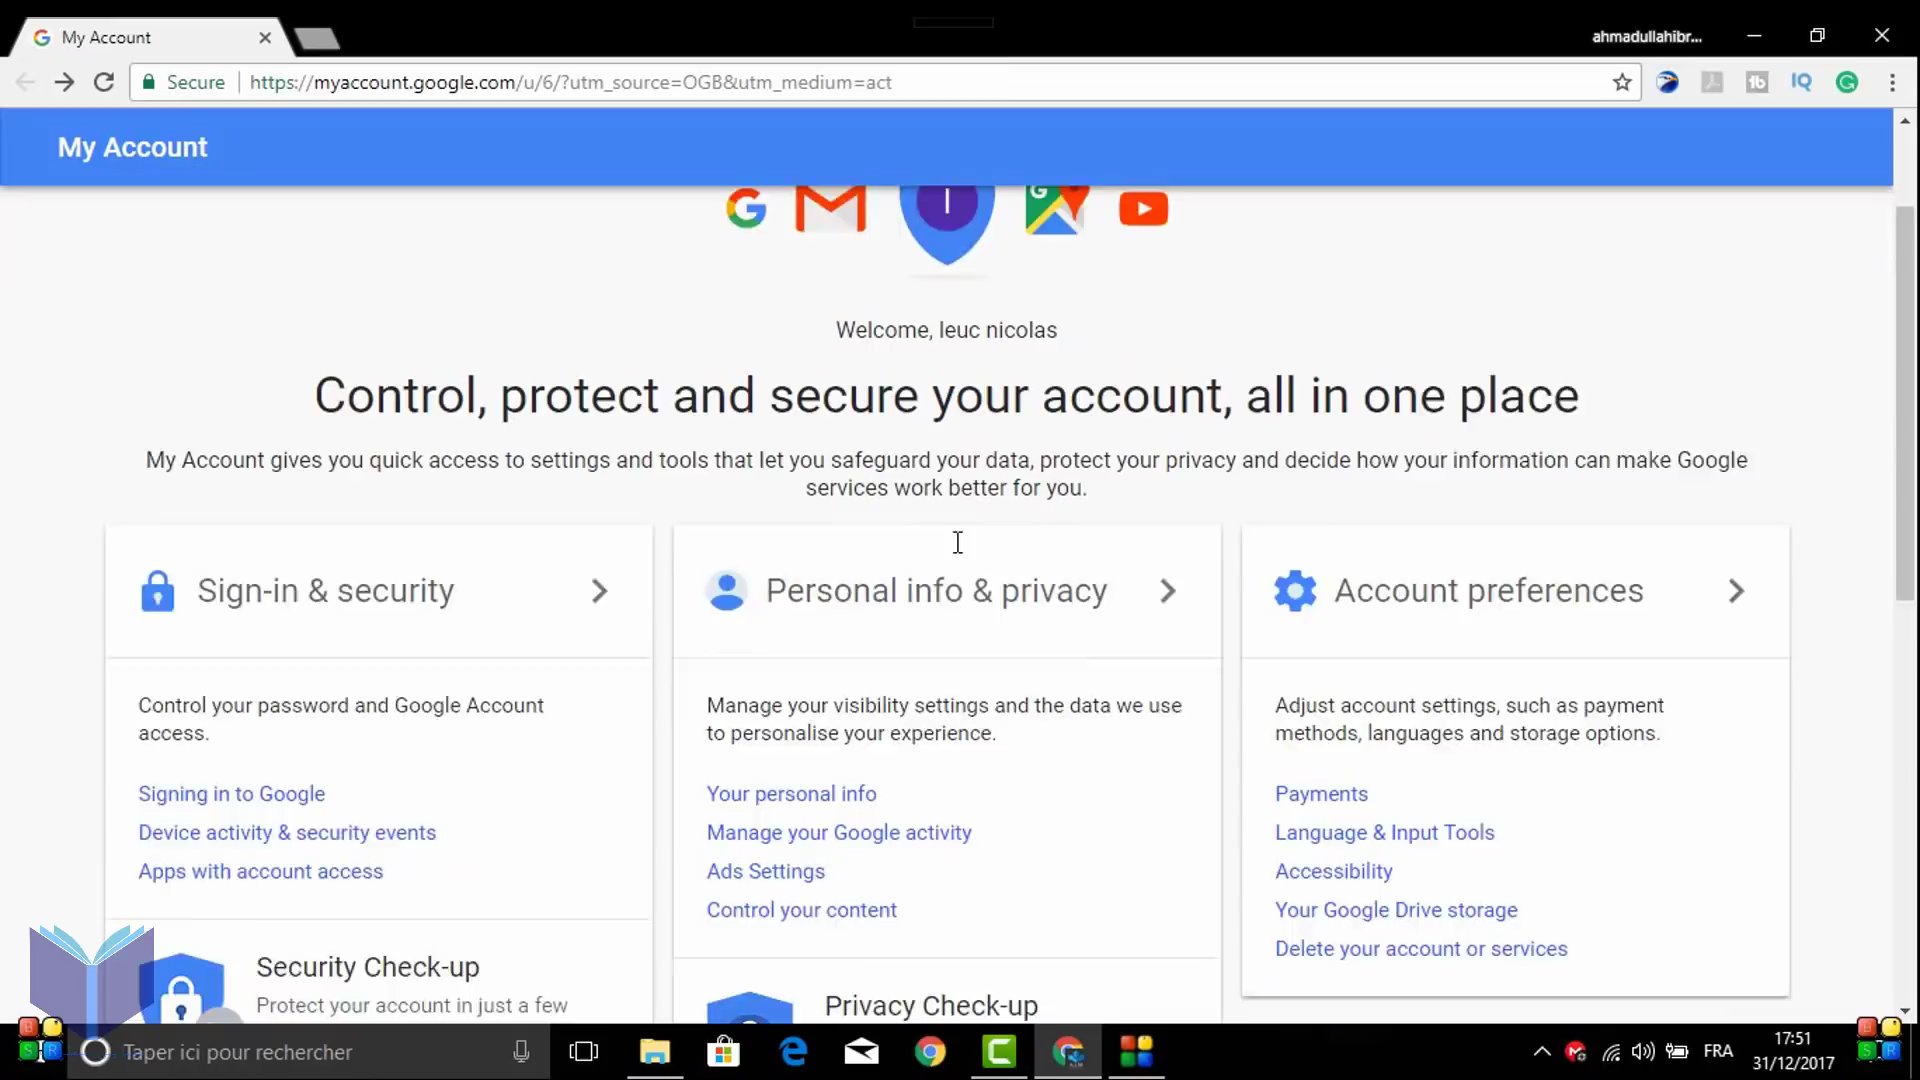 My Account
ahmadullahibr...
Secure
https://myaccount.google.com/u/6/?utm_source=OGB&utm_medium=act
My Account
Welcome, leuc nicolas
Control, protect and secure your account, all in one place
My Account gives you quick access to settings and tools that let you safeguard your data, protect your privacy and decide how your information can make Google
services work better for you.
Sign-in & security
Control your password and Google Account
access.
Signing in to Google
Device activity & security events
Apps with account access
Security Check-up
Protect your account in just a few
Personal info & privacy
Manage your visibility settings and the data we use
to personalise your experience.
Your personal info
Manage your Google activity
Ads Settings
Control your content
Privacy Check-up
Account preferences
Adjust account settings, such as payment
methods, languages and storage options.
Payments
Language & Input Tools
Accessibility
Your Google Drive storage
Delete your account or services
Taper ici pour rechercher
FRA
17:51
31/12/2017